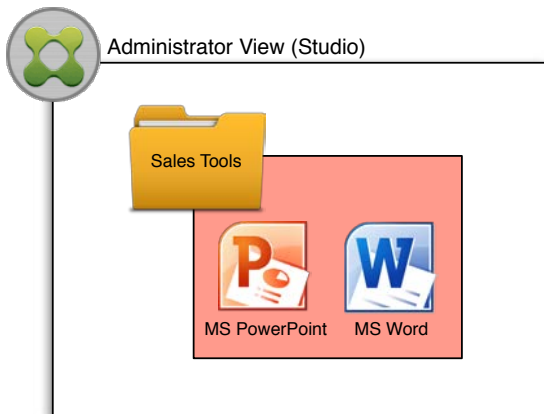 Administrator View (Studio)
Sales Tools
P
W
MS PowerPoint
MS Word